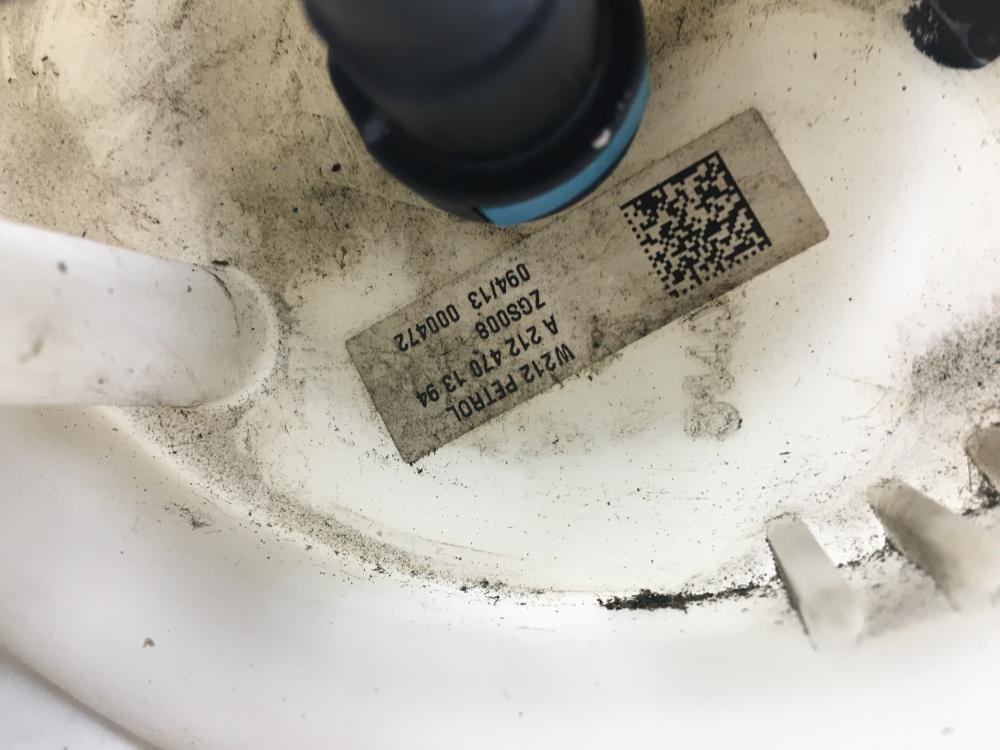 W212 PETROL
A 212 470 13 94
ZGS008
094/13 000472